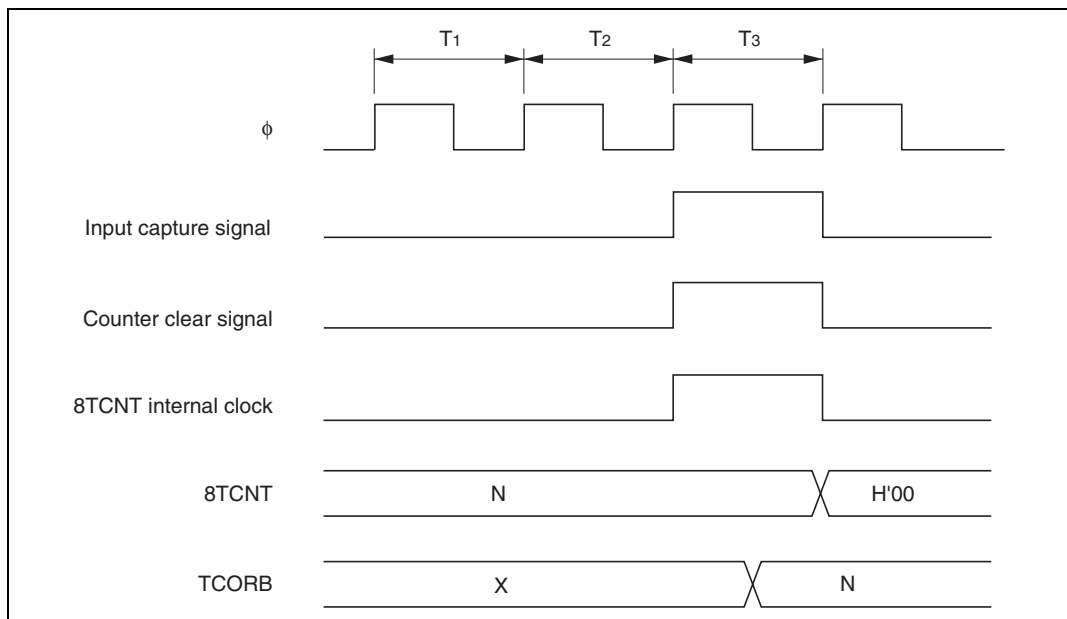 T1 T2 T3
φ
Input capture signal
Counter clear signal
8TCNT internal clock
8TCNT N H'00
TCORB X N